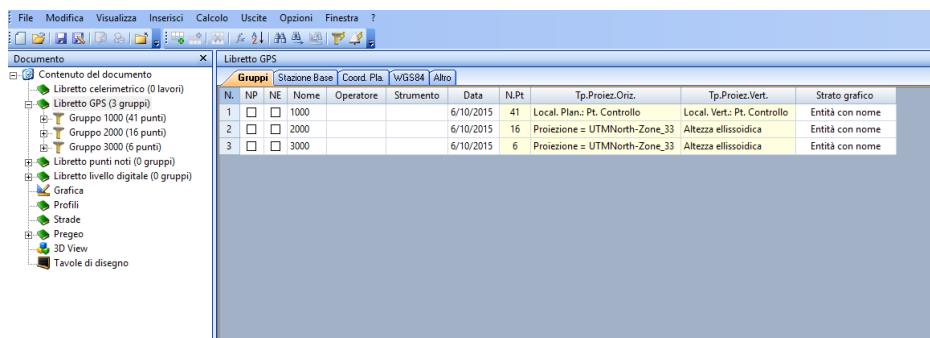 File Modifica Visualizza Inserisci Calcolo Uscite Opzioni Finestra ?
Documento
Libretto GPS
Contenuto del documento
Libretto celerimetrico (0 lavori)
Libretto GPS (3 gruppi)
Gruppo 1000 (41 punti)
Gruppo 2000 (16 punti)
Gruppo 3000 (6 punti)
Libretto punti noti (0 gruppi)
Libretto livello digitale (0 gruppi)
Grafica
Profili
Strade
Pregeo
3D View
Tavole di disegno
Gruppi Stazione Base Coord. Pla. WGS84 Altro
N. NP NE Nome Operatore Strumento Data N.Pt Tp.Proiez.Oriz. Tp.Proiez.Vert. Strato grafico
1 1000 6/10/2015 41 Local. Plan.: Pt. Controllo Local. Vert.: Pt. Controllo Entità con nome
2 2000 6/10/2015 16 Proiezione = UTMNorth-Zone_33 Altezza ellissoidica Entità con nome
3 3000 6/10/2015 6 Proiezione = UTMNorth-Zone_33 Altezza ellissoidica Entità con nome